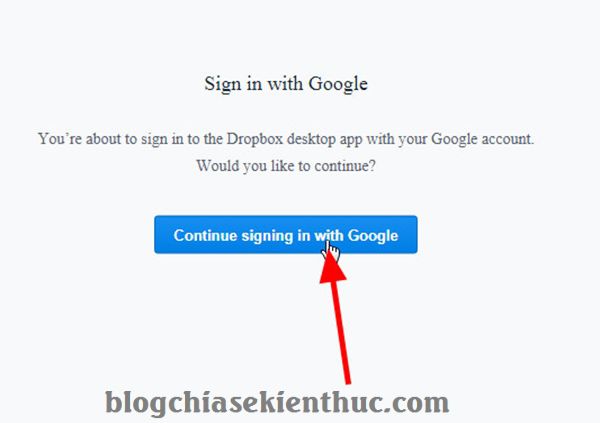 Sign in with Google
You're about to sign in to the Dropbox desktop app with your Google account.
Would you like to continue?
Continue signing in with Google
blogchiasekienthuc.com